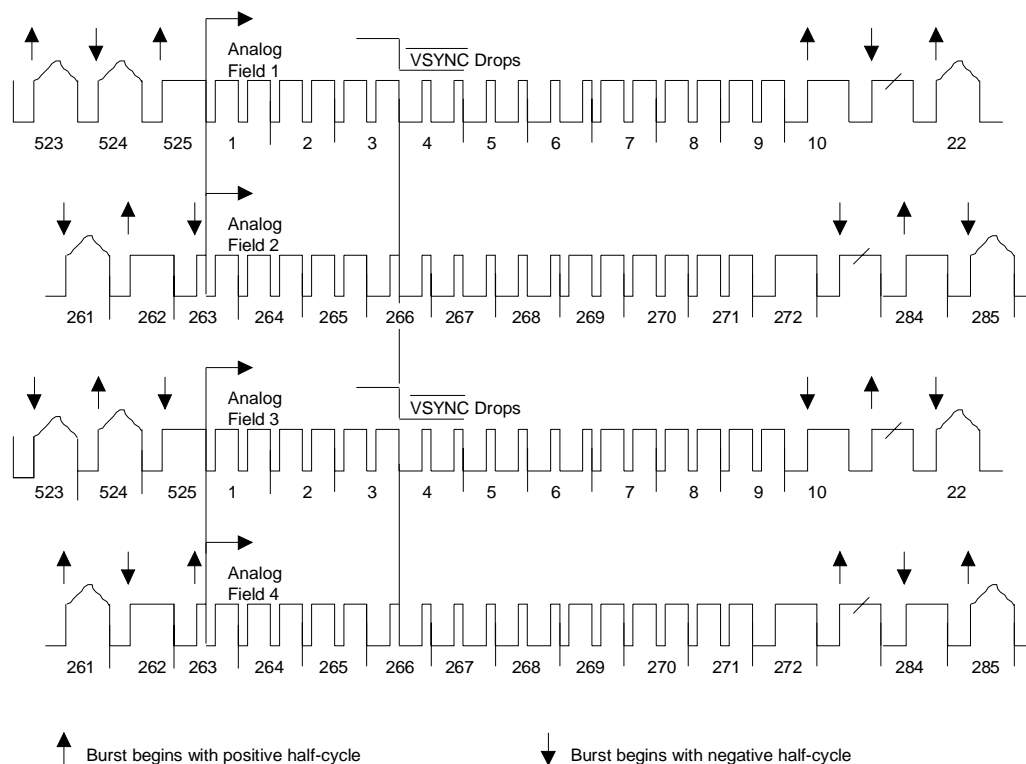 Analog
Field 1
VSYNC Drops
523 524 525 1 2 3 4 5 6 7 8 9 10 22
Analog
Field 2
261 262 263 264 265 266 267 268 269 270 271 272 284 285
Analog
Field 3
VSYNC Drops
523 524 525 1 2 3 4 5 6 7 8 9 10 22
Analog
Field 4
261 262 263 264 265 266 267 268 269 270 271 272 284 285
Burst begins with positive half-cycle
Burst begins with negative half-cycle